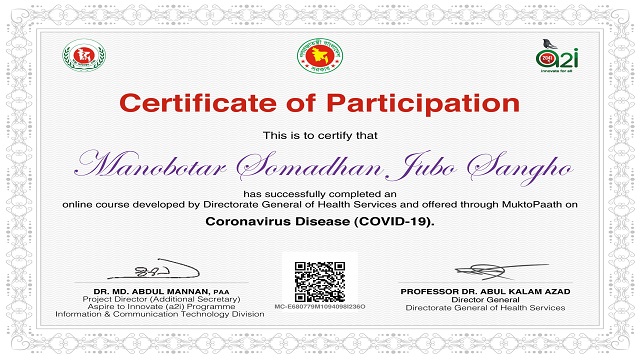 a2i
Innovate for all
Certificate of Participation
This is to certify that
Manobotar Somadhan Jubo Sangho
has successfully completed an
online course developed by Directorate General of Health Services and offered through MuktoPaath on
Coronavirus Disease (COVID-19).
DR. MD. ABDUL MANNAN, PAA
Project Director (Additional Secretary)
Aspire to Innovate (a2i) Programme
Information & Communication Technology Division
MC-E680779M1094098I236O
PROFESSOR DR. ABUL KALAM AZAD
Director General
Directorate General of Health Services